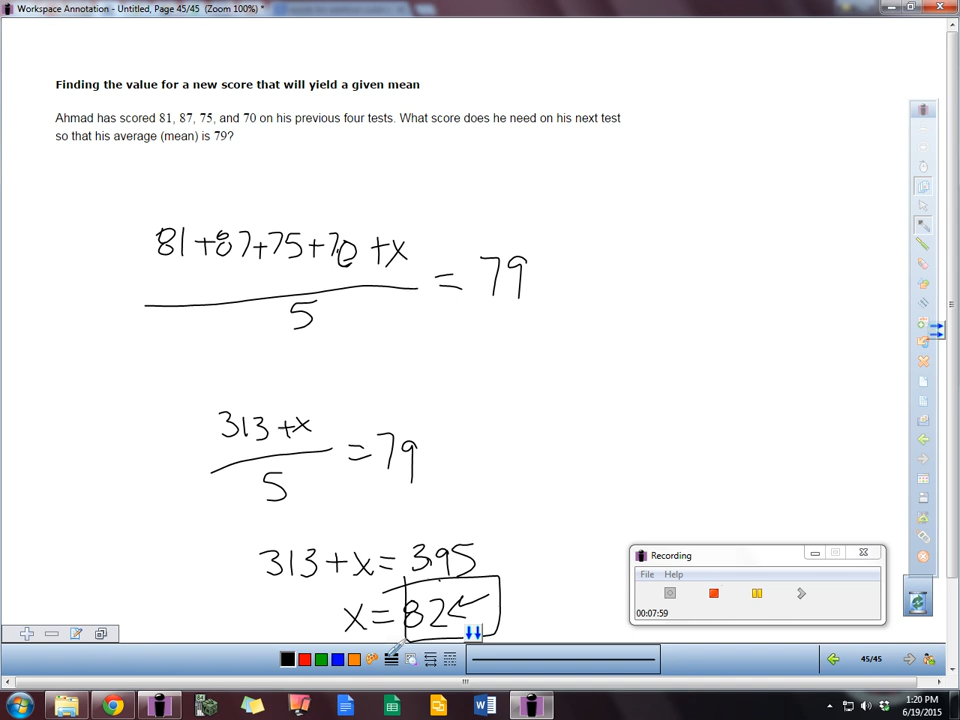 Workspace Annotation - Untitled, Page 45/45 (Zoom 100%) *
Finding the value for a new score that will yield a given mean
Ahmad has scored 81, 87, 75, and 70 on his previous four tests. What score does he need on his next test
so that his average (mean) is 79?
81+87+75+70+x
= 79
5
313+x
=79
5
313+x=395
x=82
Recording
File Help
00:07:59
45/45
1:20 PM
6/19/2015